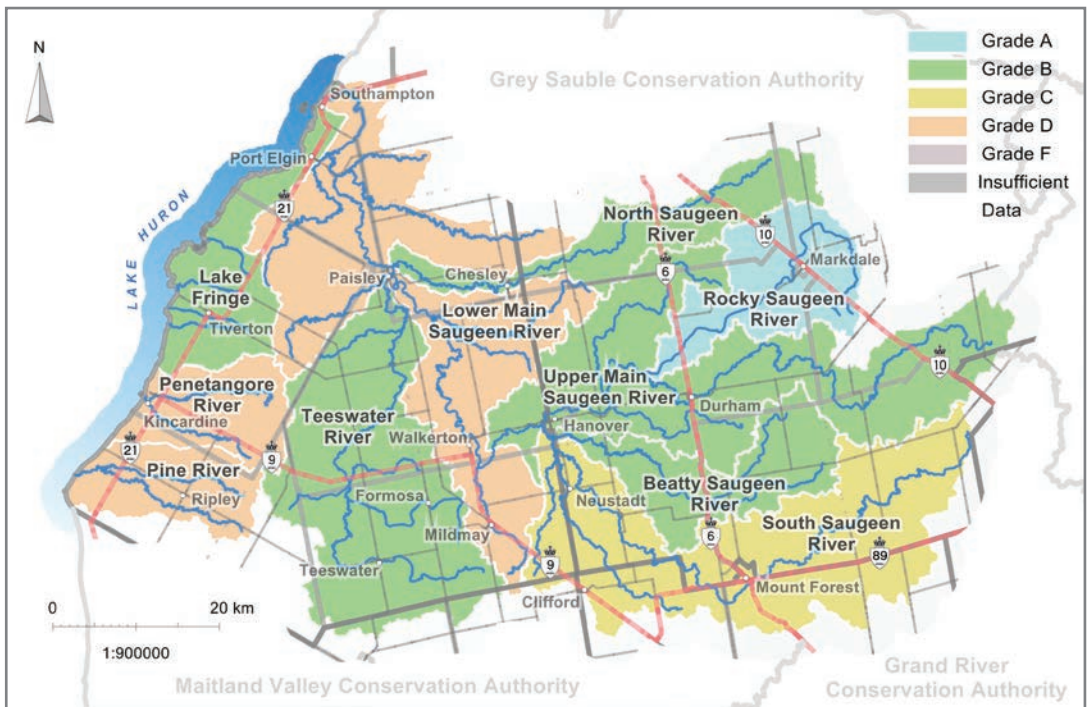 N
Grey Sauble Conservation Authority
Grade A
Grade B
Grade C
Grade D
Grade F
Insufficient
Data
Southampton
Port Elgin
21
LAKE HURON
North Saugeen
River
10
Markdale
6
Chesley
Paisley
Lake
Fringe
Tiverton
Lower Main
Saugeen River
Rocky Saugeen
River
10
Penetangore
River
Kincardine
Upper Main
Saugeen River
Durham
Hanover
Teeswater
River
Walkerton
21
9
Pine River
Ripley
Formosa
Neustadt
Beatty Saugeen
River
Mildmay
South Saugeen
River
6
89
9
Teeswater
Mount Forest
Clifford
0
20 km
1:900000
Maitland Valley Conservation Authority
Grand River
Conservation Authority